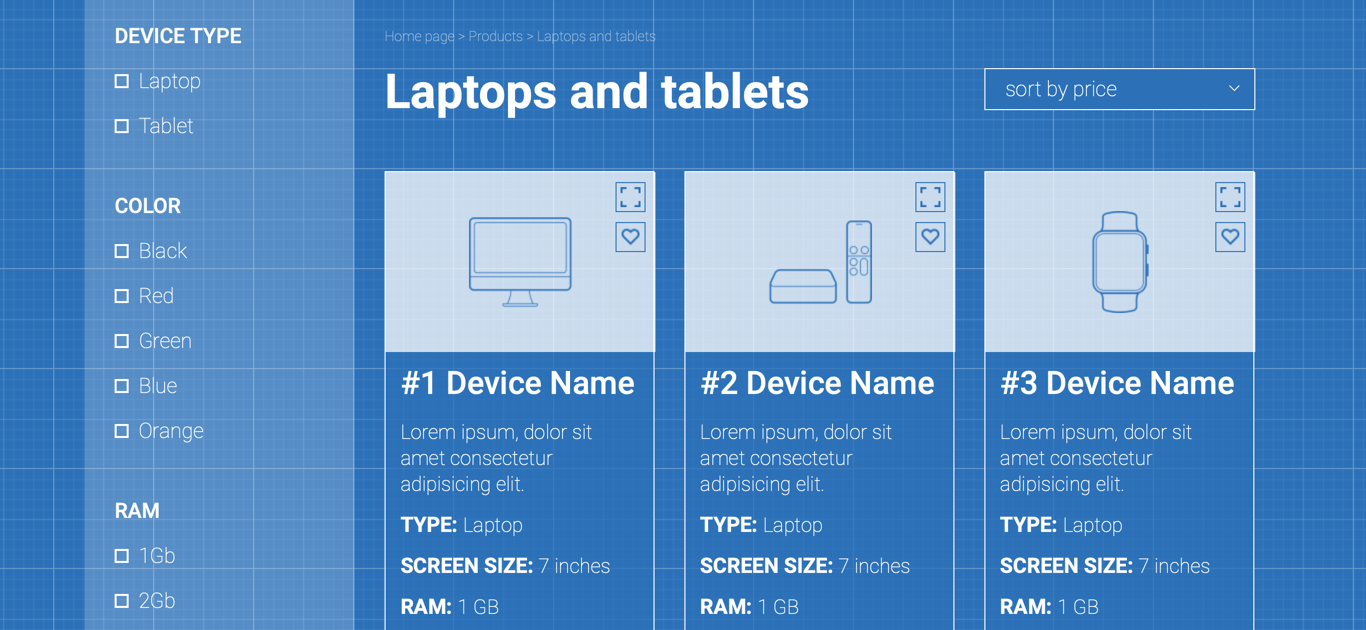 DEVICE TYPE
Laptop
Tablet
COLOR
Black
Red
Green
Blue
Orange
RAM
1Gb
2Gb
Home page > Products > Laptops and tablets
Laptops and tablets
sort by price
#1 Device Name
Lorem ipsum, dolor sit
amet consectetur
adipisicing elit.
TYPE: Laptop
SCREEN SIZE: 7 inches
RAM: 1 GB
#2 Device Name
Lorem ipsum, dolor sit
amet consectetur
adipisicing elit.
TYPE: Laptop
SCREEN SIZE: 7 inches
RAM: 1 GB
#3 Device Name
Lorem ipsum, dolor sit
amet consectetur
adipisicing elit.
TYPE: Laptop
SCREEN SIZE: 7 inches
RAM: 1 GB